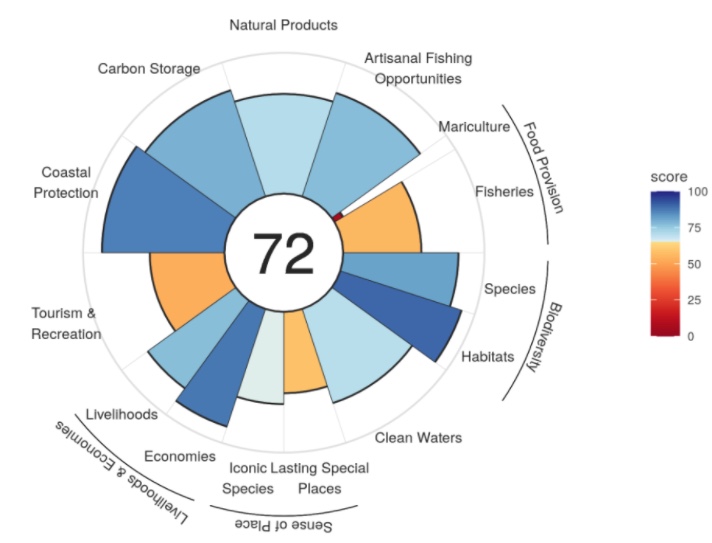 Natural Products
Artisanal Fishing
Opportunities
Carbon Storage
Mariculture
Food Provision
Coastal
Protection
Fisheries
score
100
75
50
25
0
72
Species
Biodiversity
Habitats
Tourism &
Recreation
Livelihoods
Clean Waters
Economies
Livelihoods & Economies
Iconic
Species
Lasting Special
Places
Sense of Place